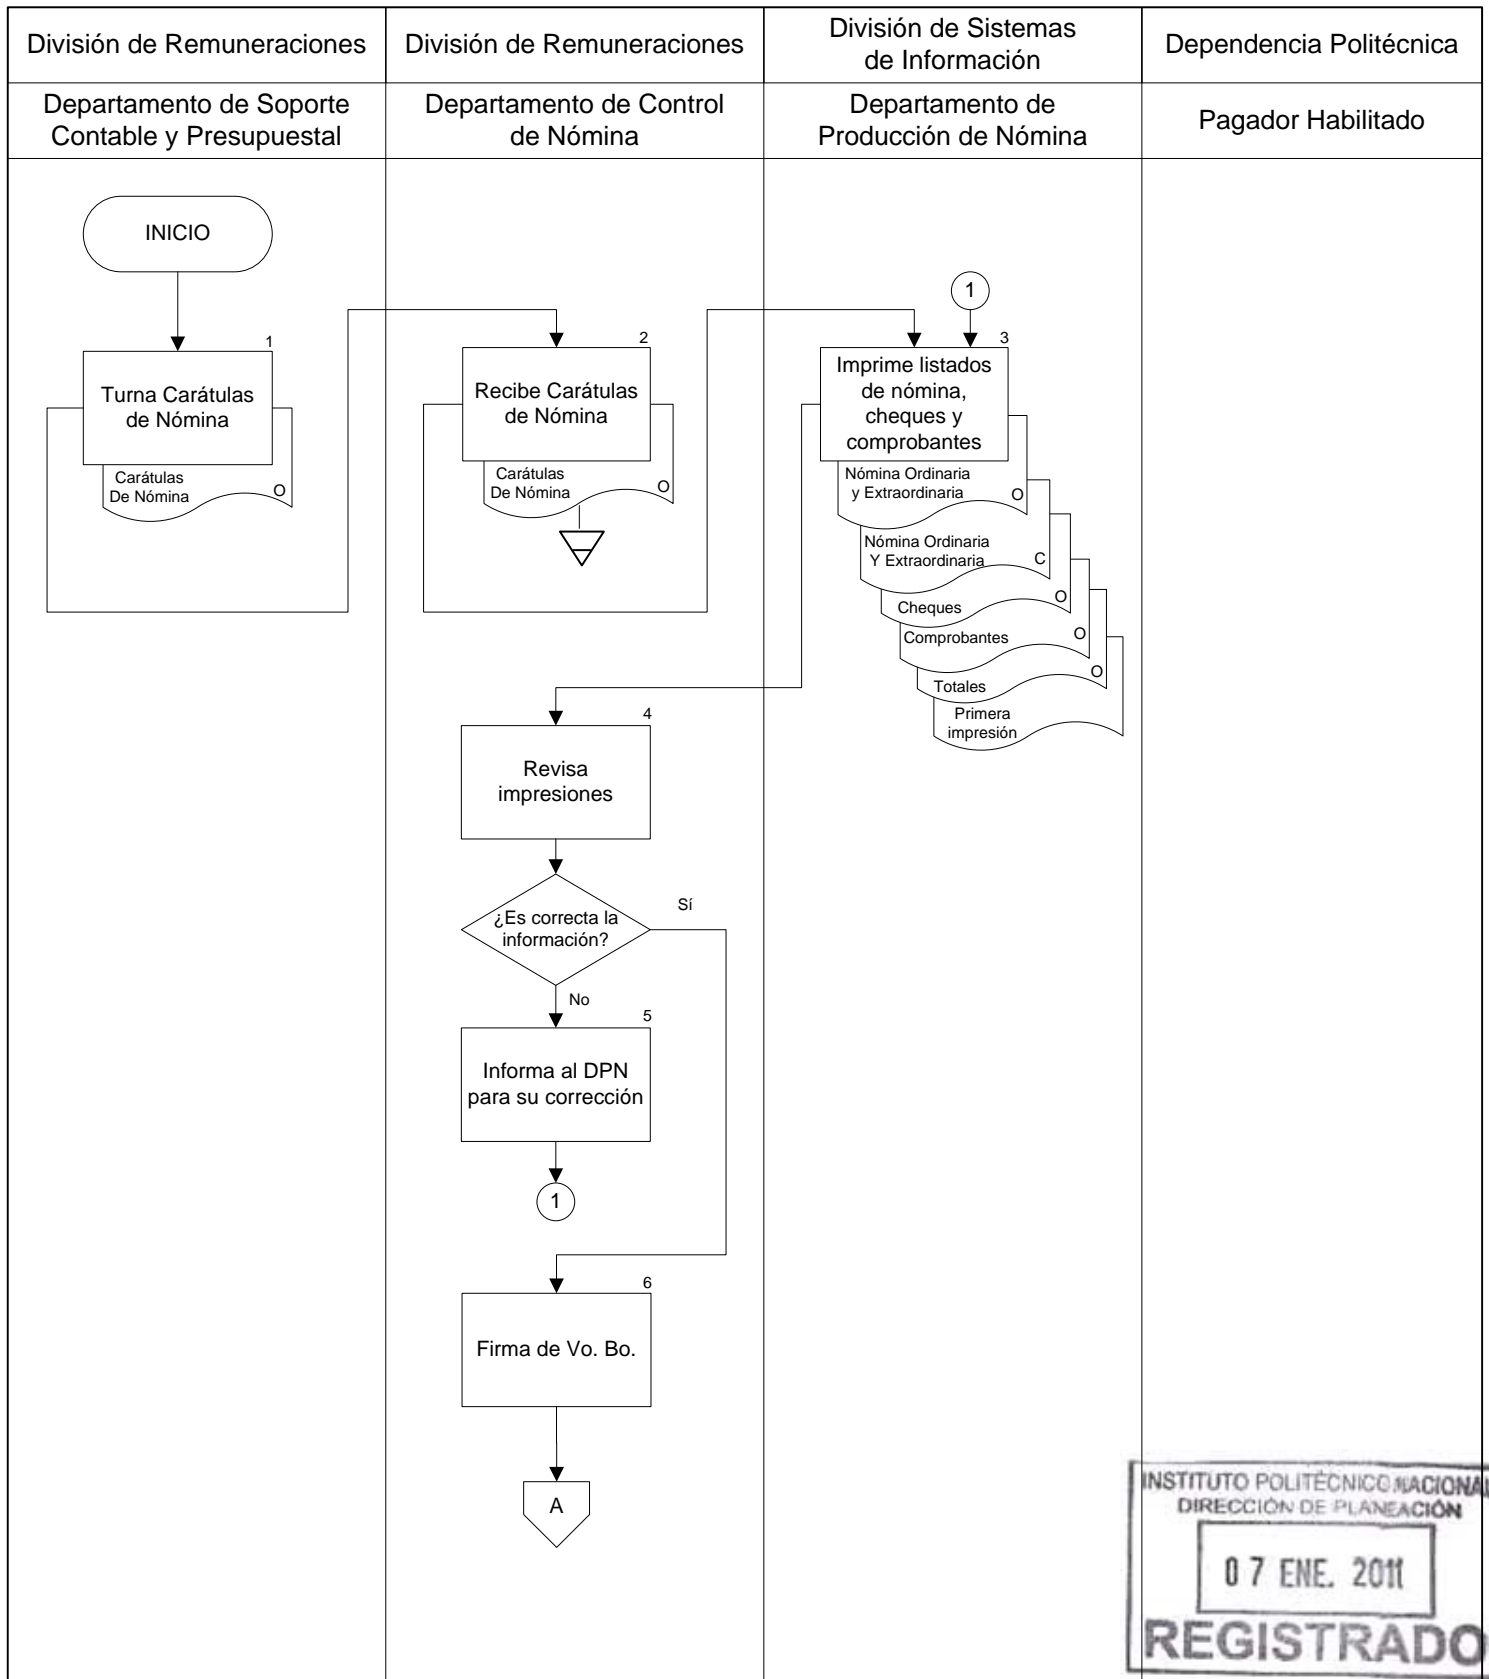 División de Remuneraciones
División de Remuneraciones
División de Sistemas
de Información
Dependencia Politécnica
Departamento de Soporte
Contable y Presupuestal
Departamento de Control
de Nómina
Departamento de
Producción de Nómina
Pagador Habilitado
INICIO
1
1
Turna Carátulas
de Nómina
Carátulas
De Nómina
O
2
Recibe Carátulas
de Nómina
Carátulas
De Nómina
O
3
Imprime listados
de nómina,
cheques y
comprobantes
Nómina Ordinaria
y Extraordinaria
O
Nómina Ordinaria
Y Extraordinaria
C
Cheques
O
Comprobantes
O
Totales
O
Primera
impresión
4
Revisa
impresiones
¿Es correcta la
información?
Sí
No
5
Informa al DPN
para su corrección
1
6
Firma de Vo. Bo.
A
INSTITUTO POLITÉCNICO NACIONAL
DIRECCIÓN DE PLANEACIÓN
0 7 ENE. 2011
REGISTRADO